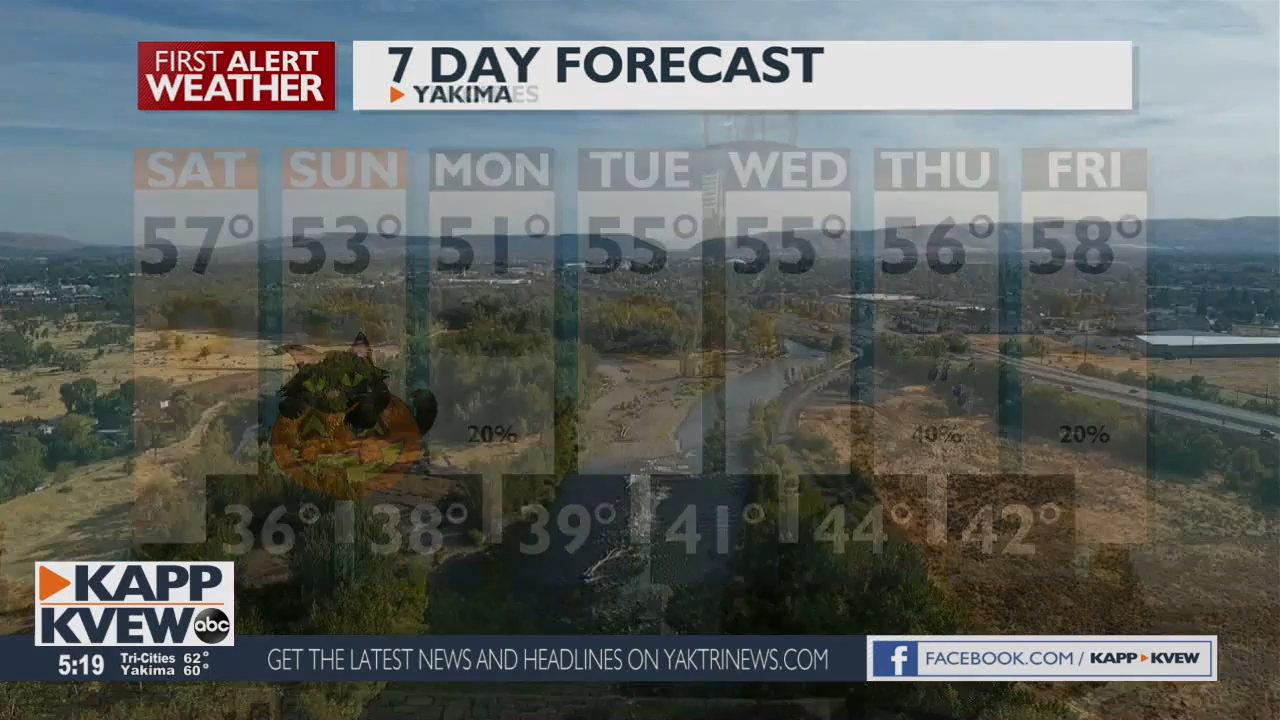 FIRST ALERT
WEATHER
7 DAY FORECAST
YAKIMA
SAT SUN MON TUE WED THU FRI
57° 53° 51° 55° 55° 56° 58°
20% 40% 20%
36° 38° 39° 41° 44° 42°
KAPP
KVEW abc
5:19
Tri-Cities 62°
Yakima 60°
GET THE LATEST NEWS AND HEADLINES ON YAKTRINEWS.COM
f FACEBOOK.COM / KAPP KVEW